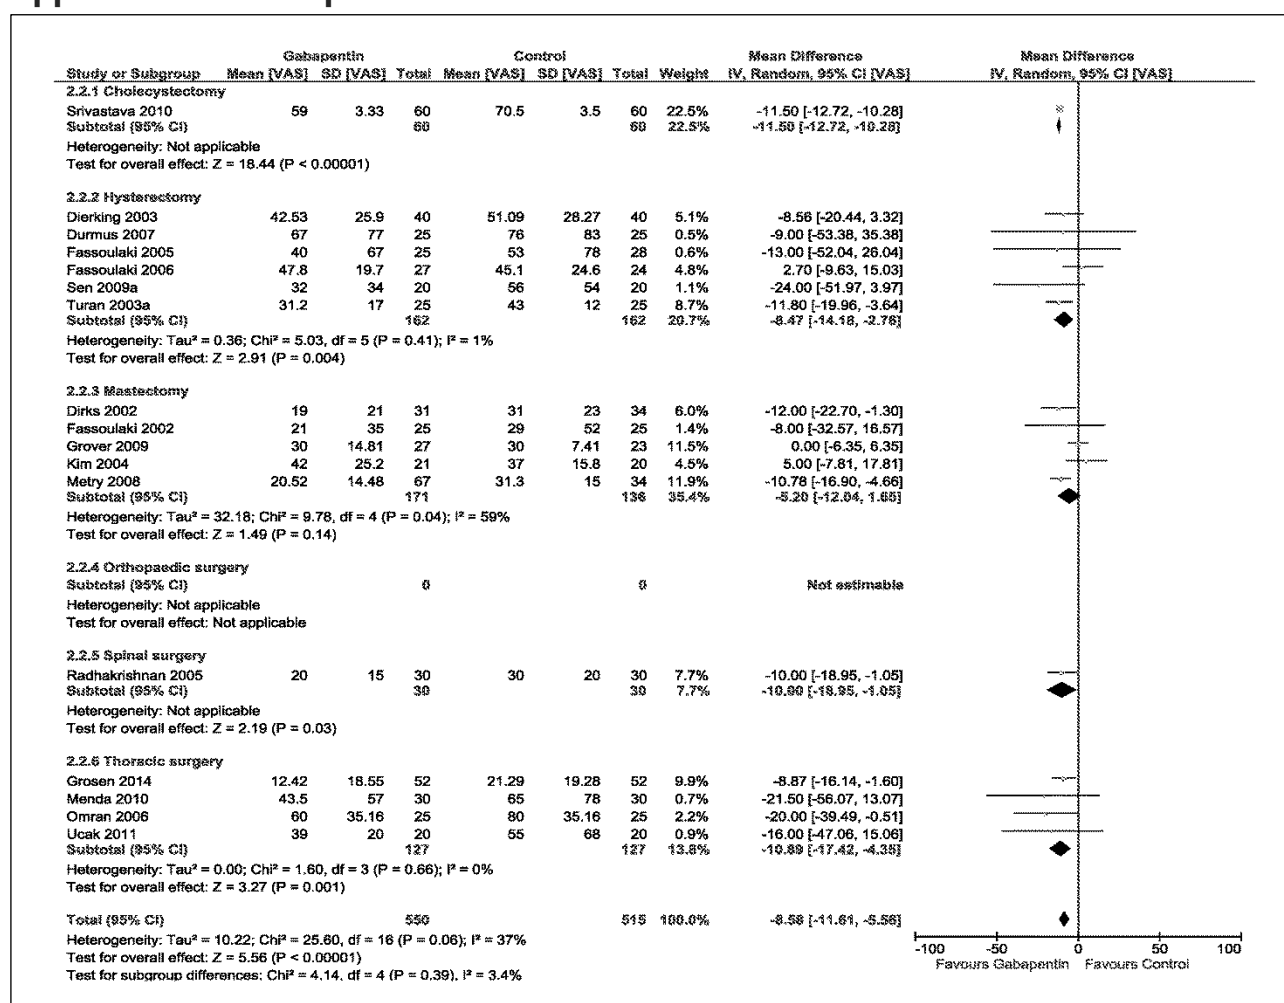 Gabapentin Control Mean Difference Mean Difference
Study or Subgroup Mean [VAS] SD [VAS] Total Mean [VAS] SD [VAS] Total Weight IV, Random, 95% CI [VAS] IV, Random, 95% CI [VAS]
2.2.1 Cholecystectomy
Srivastava 2010 59 3.33 60 70.5 3.5 60 22.5% -11.50 [-12.72, -10.28]
Subtotal (95% CI) 60 60 22.5% -11.50 [-12.72, -10.28]
Heterogeneity: Not applicable
Test for overall effect: Z = 18.44 (P < 0.00001)
2.2.2 Hysterectomy
Dierking 2003 42.53 25.9 40 51.09 28.27 40 5.1% -8.56 [-20.44, 3.32]
Durmus 2007 67 77 25 76 83 25 0.5% -9.00 [-53.38, 35.38]
Fassoulaki 2005 40 67 25 53 78 28 0.6% -13.00 [-52.04, 26.04]
Fassoulaki 2006 47.8 19.7 27 45.1 24.6 24 4.8% 2.70 [-9.63, 15.03]
Sen 2009a 32 34 20 56 54 20 1.1% -24.00 [-51.97, 3.97]
Turan 2003a 31.2 17 25 43 12 25 8.7% -11.80 [-19.96, -3.64]
Subtotal (95% CI) 162 162 20.7% -8.47 [-14.18, -2.76]
Heterogeneity: Tau² = 0.36; Chi² = 5.03, df = 5 (P = 0.41); I² = 1%
Test for overall effect: Z = 2.91 (P = 0.004)
2.2.3 Mastectomy
Dirks 2002 19 21 31 31 23 34 6.0% -12.00 [-22.70, -1.30]
Fassoulaki 2002 21 35 25 29 52 25 1.4% -8.00 [-32.57, 16.57]
Grover 2009 30 14.81 27 30 7.41 23 11.5% 0.00 [-6.35, 6.35]
Kim 2004 42 25.2 21 37 15.8 20 4.5% 5.00 [-7.81, 17.81]
Metry 2008 20.52 14.48 67 31.3 15 34 11.9% -10.78 [-16.90, -4.66]
Subtotal (95% CI) 171 136 35.4% -5.20 [-12.04, 1.65]
Heterogeneity: Tau² = 32.18; Chi² = 9.78, df = 4 (P = 0.04); I² = 59%
Test for overall effect: Z = 1.49 (P = 0.14)
2.2.4 Orthopaedic surgery
Subtotal (95% CI) 0 0 Not estimable
Heterogeneity: Not applicable
Test for overall effect: Not applicable
2.2.5 Spinal surgery
Radhakrishnan 2005 20 15 30 30 20 30 7.7% -10.00 [-18.95, -1.05]
Subtotal (95% CI) 30 30 7.7% -10.00 [-18.95, -1.05]
Heterogeneity: Not applicable
Test for overall effect: Z = 2.19 (P = 0.03)
2.2.6 Thoracic surgery
Grosen 2014 12.42 18.55 52 21.29 19.28 52 9.9% -8.87 [-16.14, -1.60]
Menda 2010 43.5 57 30 65 78 30 0.7% -21.50 [-56.07, 13.07]
Omran 2006 60 35.16 25 80 35.16 25 2.2% -20.00 [-39.49, -0.51]
Ucak 2011 39 20 20 55 68 20 0.9% -16.00 [-47.06, 15.06]
Subtotal (95% CI) 127 127 13.8% -10.89 [-17.42, -4.35]
Heterogeneity: Tau² = 0.00; Chi² = 1.60, df = 3 (P = 0.66); I² = 0%
Test for overall effect: Z = 3.27 (P = 0.001)
Total (95% CI) 550 515 100.0% -8.58 [-11.61, -5.56]
Heterogeneity: Tau² = 10.22; Chi² = 25.60, df = 16 (P = 0.06); I² = 37%
Test for overall effect: Z = 5.56 (P < 0.00001)
Test for subgroup differences: Chi² = 4.14, df = 4 (P = 0.39), I² = 3.4%
-100 -50 0 50 100
Favours Gabapentin Favours Control